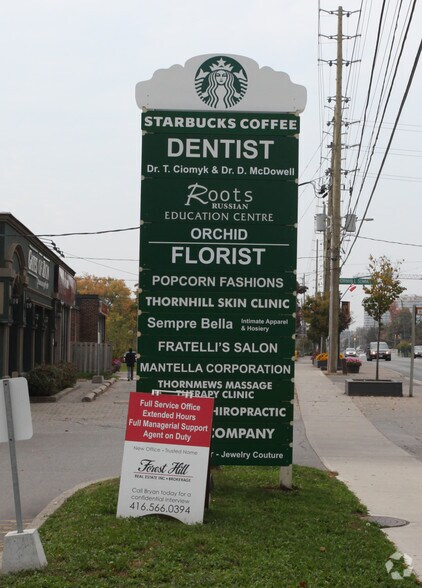 STARBUCKS COFFEE
DENTIST
Dr. T. Ciomyk & Dr. D. McDowell
Roots
RUSSIAN
EDUCATION CENTRE
ORCHID
FLORIST
POPCORN FASHIONS
THORNHILL SKIN CLINIC
Sempre Bella Intimate Apparel
& Hosiery
FRATELLI'S SALON
MANTELLA CORPORATION
THORNMEWS MASSAGE
THERAPY CLINIC
CHIROPRACTIC
COMPANY
- Jewelry Couture
Full Service Office
Extended Hours
Full Managerial Support
Agent on Duty
New Office - Trusted Name
Forest Hill
REAL ESTATE INC. BROKERAGE
Call Bryan today for a
confidential interview
416.566.0394